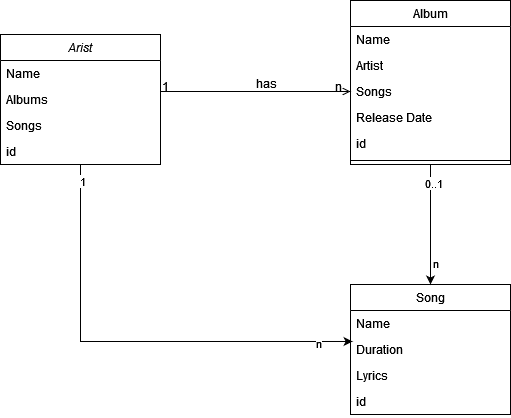 Arist
Name
Albums
Songs
id
1
has
n
Album
Name
Artist
Songs
Release Date
id
1
n
0..1
n
Song
Name
Duration
Lyrics
id